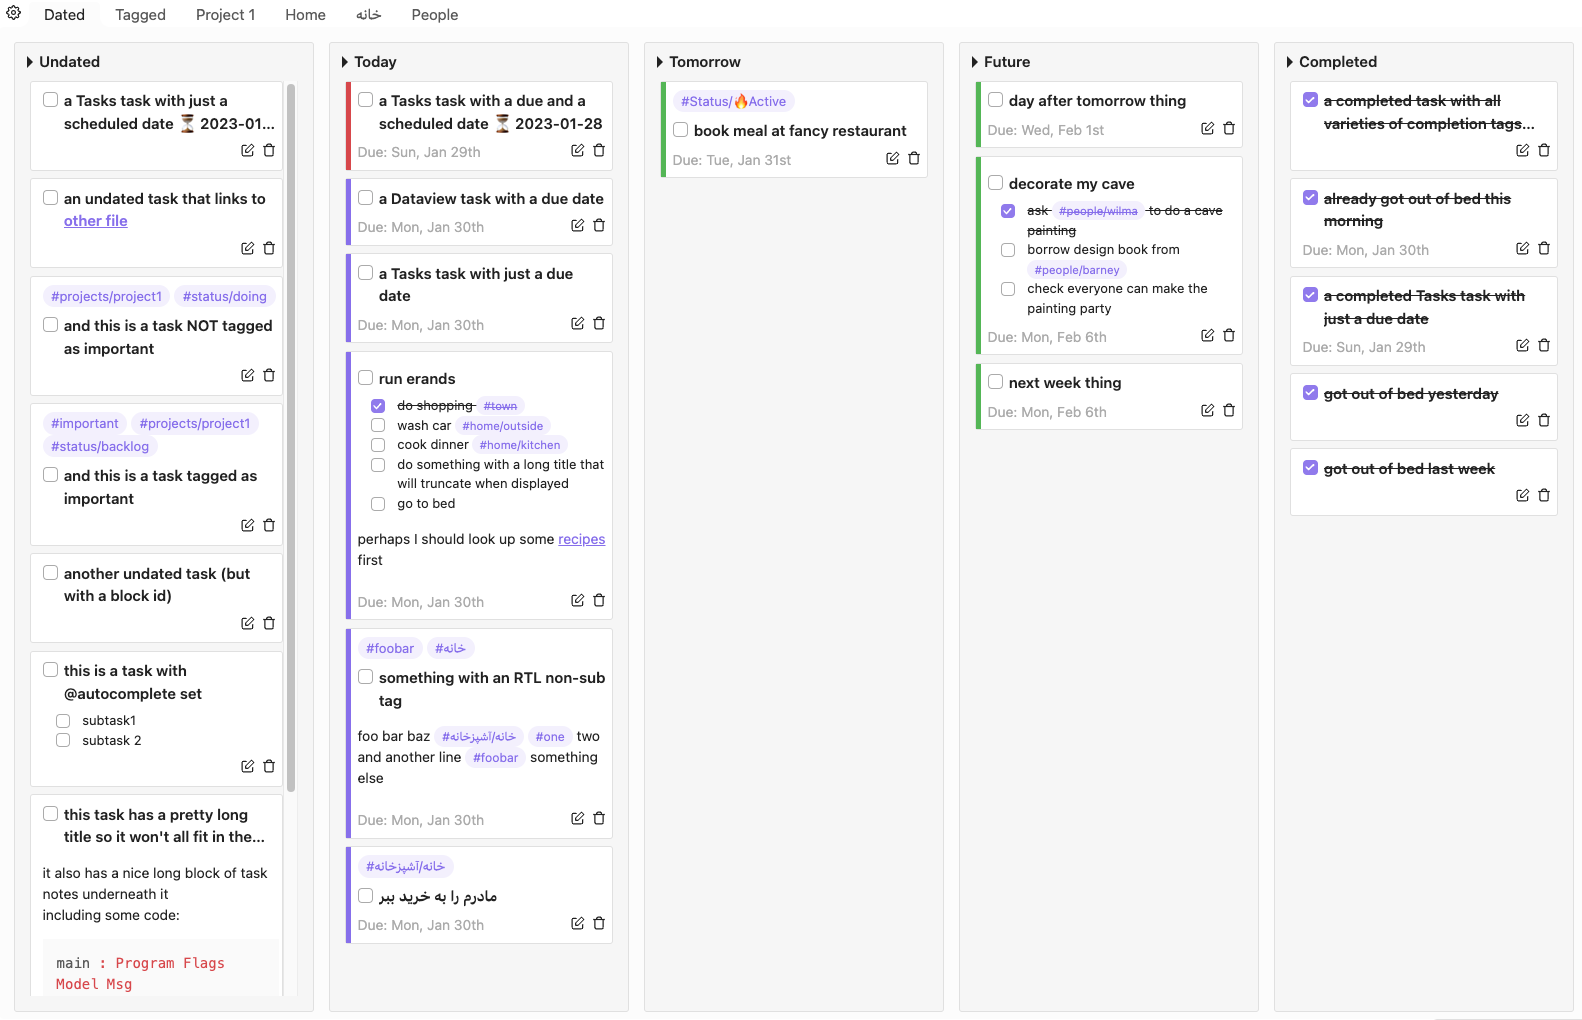 Dated
Tagged
Project 1
Home
خانه
People
Undated
a Tasks task with just a
scheduled date ⏳ 2023-01...
an undated task that links to
other file
#projects/project1 #status/doing
and this is a task NOT tagged
as important
#important #projects/project1
#status/backlog
and this is a task tagged as
important
another undated task (but
with a block id)
this is a task with
@autocomplete set
subtask1
subtask 2
this task has a pretty long
title so it won't all fit in the...
it also has a nice long block of task
notes underneath it
including some code:
main : Program Flags
Model Msg
Today
a Tasks task with a due and a
scheduled date ⏳ 2023-01-28
Due: Sun, Jan 29th
a Dataview task with a due date
Due: Mon, Jan 30th
a Tasks task with just a due
date
Due: Mon, Jan 30th
run erands
do shopping #town
wash car #home/outside
cook dinner #home/kitchen
do something with a long title that
will truncate when displayed
go to bed
perhaps I should look up some recipes
first
Due: Mon, Jan 30th
#foobar #خانه
something with an RTL non-sub
tag
foo bar baz #خانه/آشپزخانه #one two
and another line #foobar something
else
Due: Mon, Jan 30th
#خانه/آشپزخانه
مادرم را به خرید ببر
Due: Mon, Jan 30th
Tomorrow
#Status/🔥Active
book meal at fancy restaurant
Due: Tue, Jan 31st
Future
day after tomorrow thing
Due: Wed, Feb 1st
decorate my cave
ask #people/wilma to do a cave
painting
borrow design book from
#people/barney
check everyone can make the
painting party
Due: Mon, Feb 6th
next week thing
Due: Mon, Feb 6th
Completed
a completed task with all
varieties of completion tags...
already got out of bed this
morning
Due: Mon, Jan 30th
a completed Tasks task with
just a due date
Due: Sun, Jan 29th
got out of bed yesterday
got out of bed last week